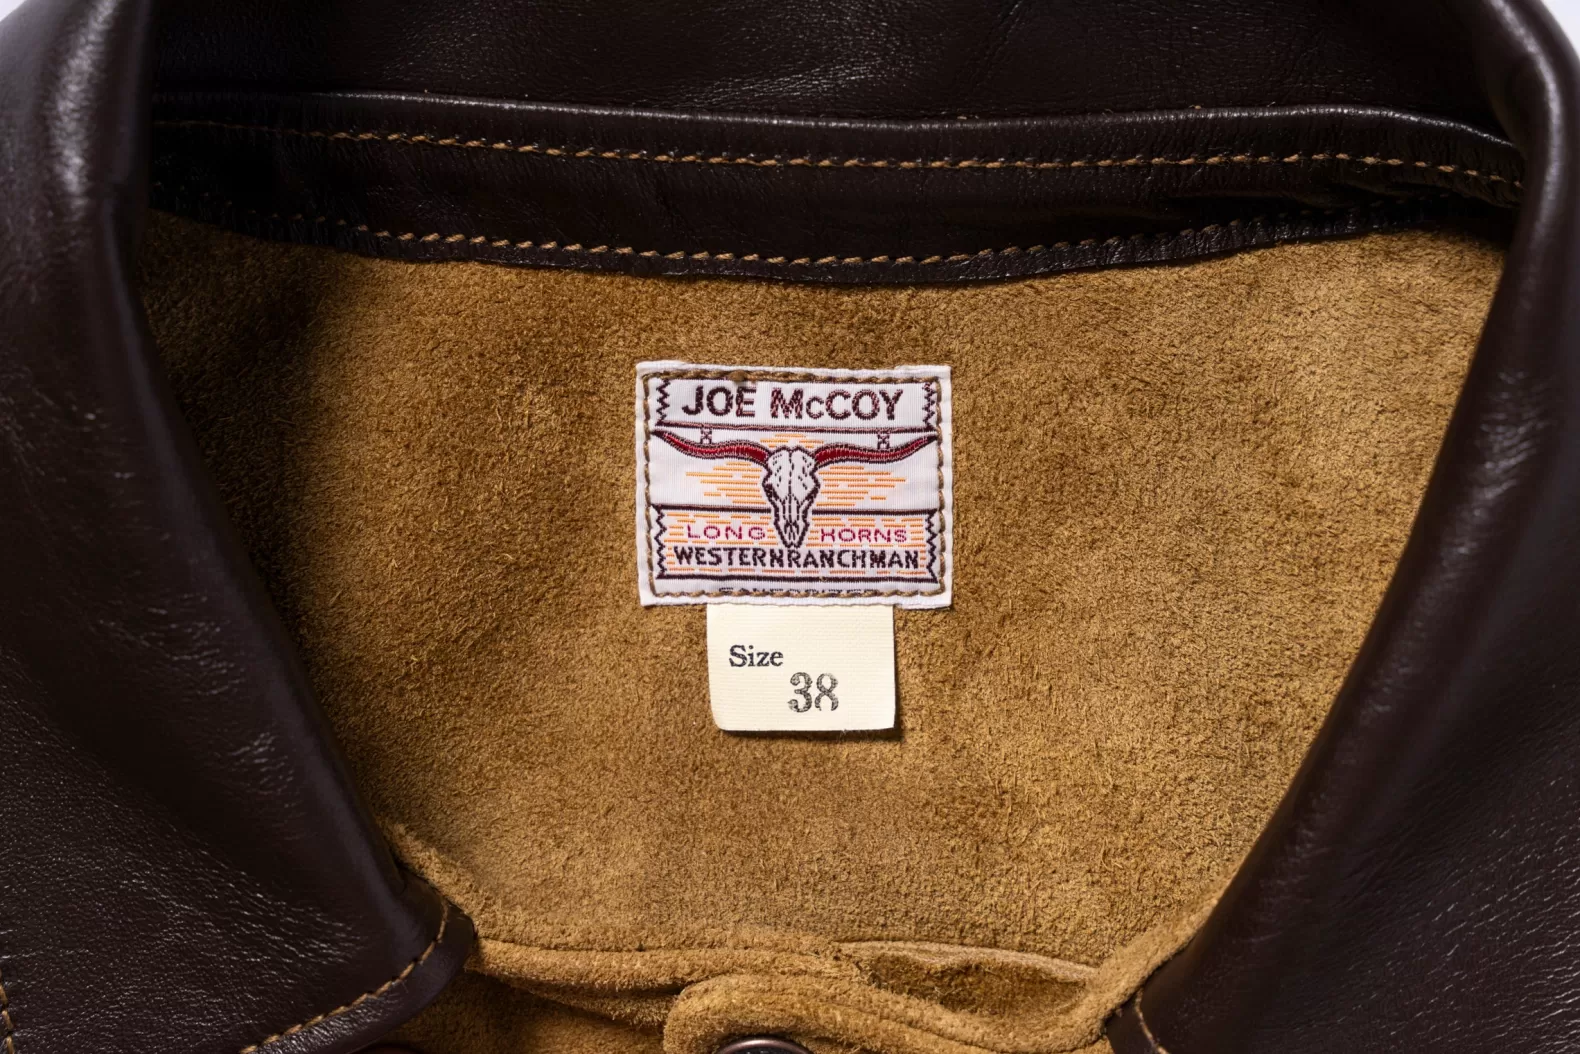 JOE McCOY
LONG HORNS
WESTERNRANCHMAN
Size
38